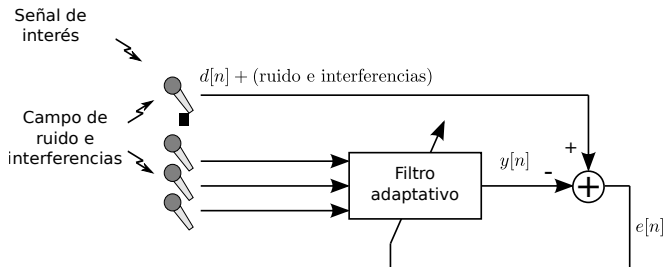 Señal de
interés
d[n] + (ruido e interferencias)
Campo de
ruido e
interferencias
Filtro
adaptativo
y[n]
+
-
+
e[n]